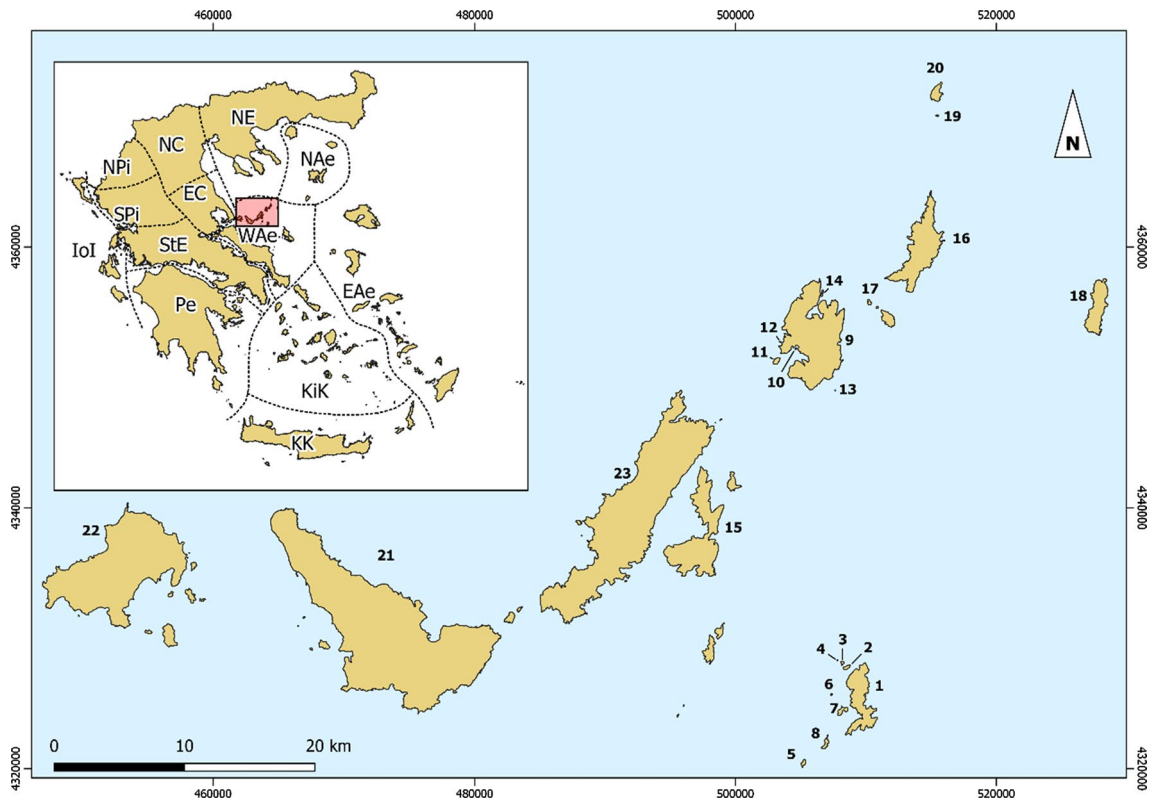 460000 480000 500000 520000
20
19
N
NE
NC
NAe
NPi
EC
SPi
WAe
StE
IoI
EAe
Pe
KiK
KK
4360000 4360000
16
14
17
18
12
9
11
10
13
23
4340000 4340000
22
15
21
3
4 2
6 1
7
8
5
0 10 20 km
4320000 4320000
460000 480000 500000 520000